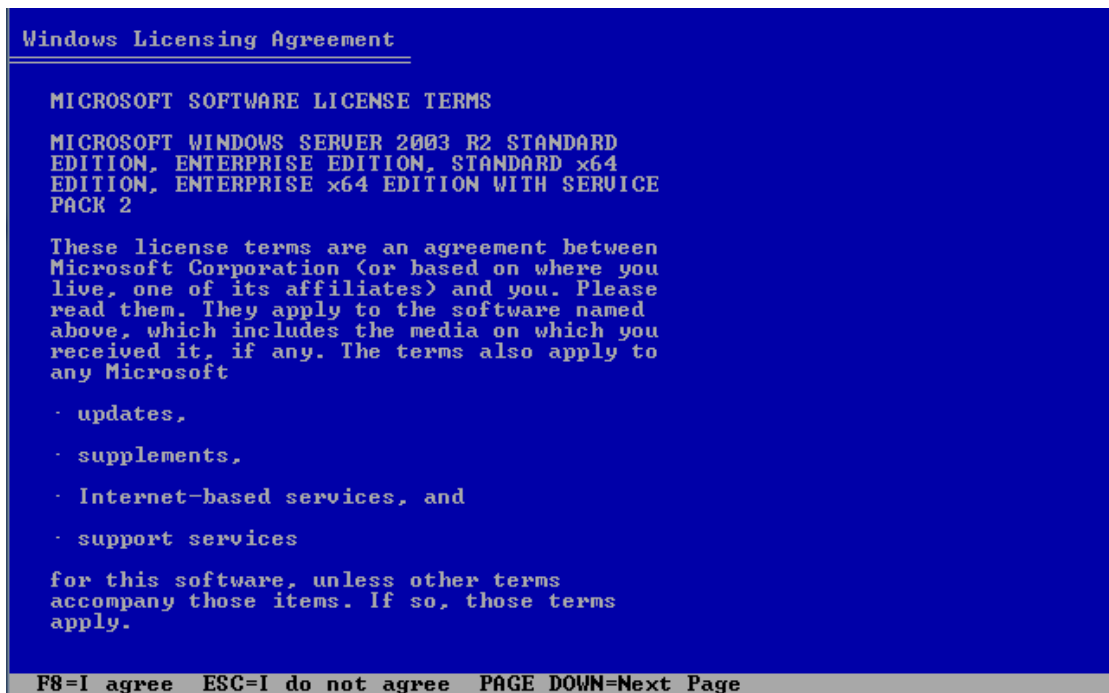 Windows Licensing Agreement
MICROSOFT SOFTWARE LICENSE TERMS
MICROSOFT WINDOWS SERVER 2003 R2 STANDARD
EDITION, ENTERPRISE EDITION, STANDARD x64
EDITION, ENTERPRISE x64 EDITION WITH SERVICE
PACK 2
These license terms are an agreement between
Microsoft Corporation (or based on where you
live, one of its affiliates) and you. Please
read them. They apply to the software named
above, which includes the media on which you
received it, if any. The terms also apply to
any Microsoft
· updates,
· supplements,
· Internet-based services, and
· support services
for this software, unless other terms
accompany those items. If so, those terms
apply.
F8=I agree  ESC=I do not agree  PAGE DOWN=Next Page